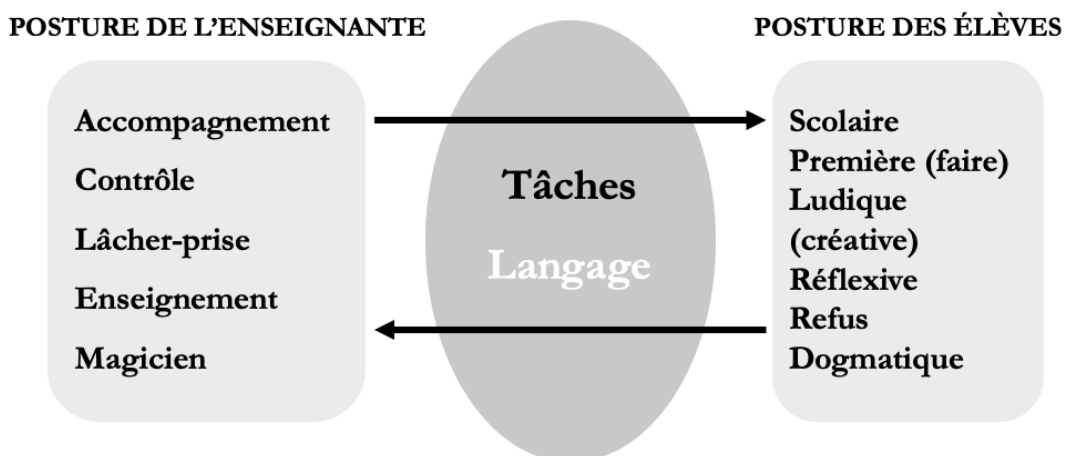 POSTURE DE L'ENSEIGNANTE
Accompagnement
Contrôle
Lâcher-prise
Enseignement
Magicien
Tâches
Langage
POSTURE DES ÉLÈVES
Scolaire
Première (faire)
Ludique
(créative)
Réflexive
Refus
Dogmatique